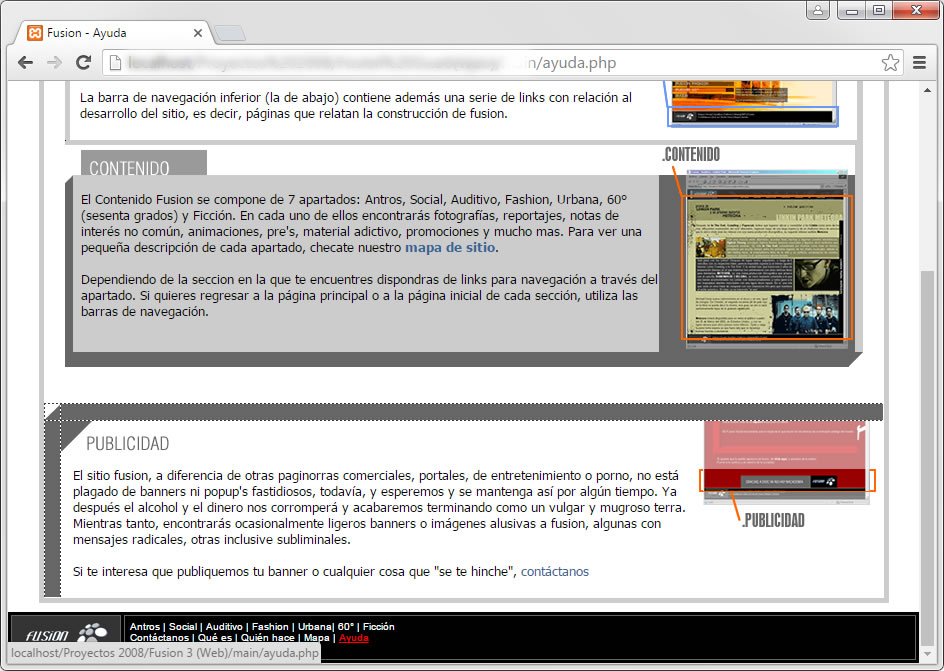 Fusion - Ayuda
main/ayuda.php
La barra de navegación inferior (la de abajo) contiene además una serie de links con relación al
desarrollo del sitio, es decir, páginas que relatan la construcción de fusion.
.CONTENIDO
CONTENIDO
El Contenido Fusion se compone de 7 apartados: Antros, Social, Auditivo, Fashion, Urbana, 60º
(sesenta grados) y Ficción. En cada uno de ellos encontrarás fotografías, reportajes, notas de
interés no común, animaciones, pre's, material adictivo, promociones y mucho mas. Para ver una
pequeña descripción de cada apartado, checate nuestro mapa de sitio.
Dependiendo de la seccion en la que te encuentres dispondras de links para navegación a través del
apartado. Si quieres regresar a la página principal o a la página inicial de cada sección, utiliza las
barras de navegación.
PUBLICIDAD
El sitio fusion, a diferencia de otras paginorras comerciales, portales, de entretenimiento o porno, no está
plagado de banners ni popup's fastidiosos, todavía, y esperemos y se mantenga así por algún tiempo. Ya
después el alcohol y el dinero nos corromperá y acabaremos terminando como un vulgar y mugroso terra.
Mientras tanto, encontrarás ocasionalmente ligeros banners o imágenes alusivas a fusion, algunas con
mensajes radicales, otras inclusive subliminales.
.PUBLICIDAD
Si te interesa que publiquemos tu banner o cualquier cosa que "se te hinche", contáctanos
FUSION
Antros | Social | Auditivo | Fashion | Urbana| 60° | Ficción
Contáctanos | Qué es | Quién hace | Mapa | Ayuda
localhost/Proyectos 2008/Fusion 3 (Web)/main/ayuda.php